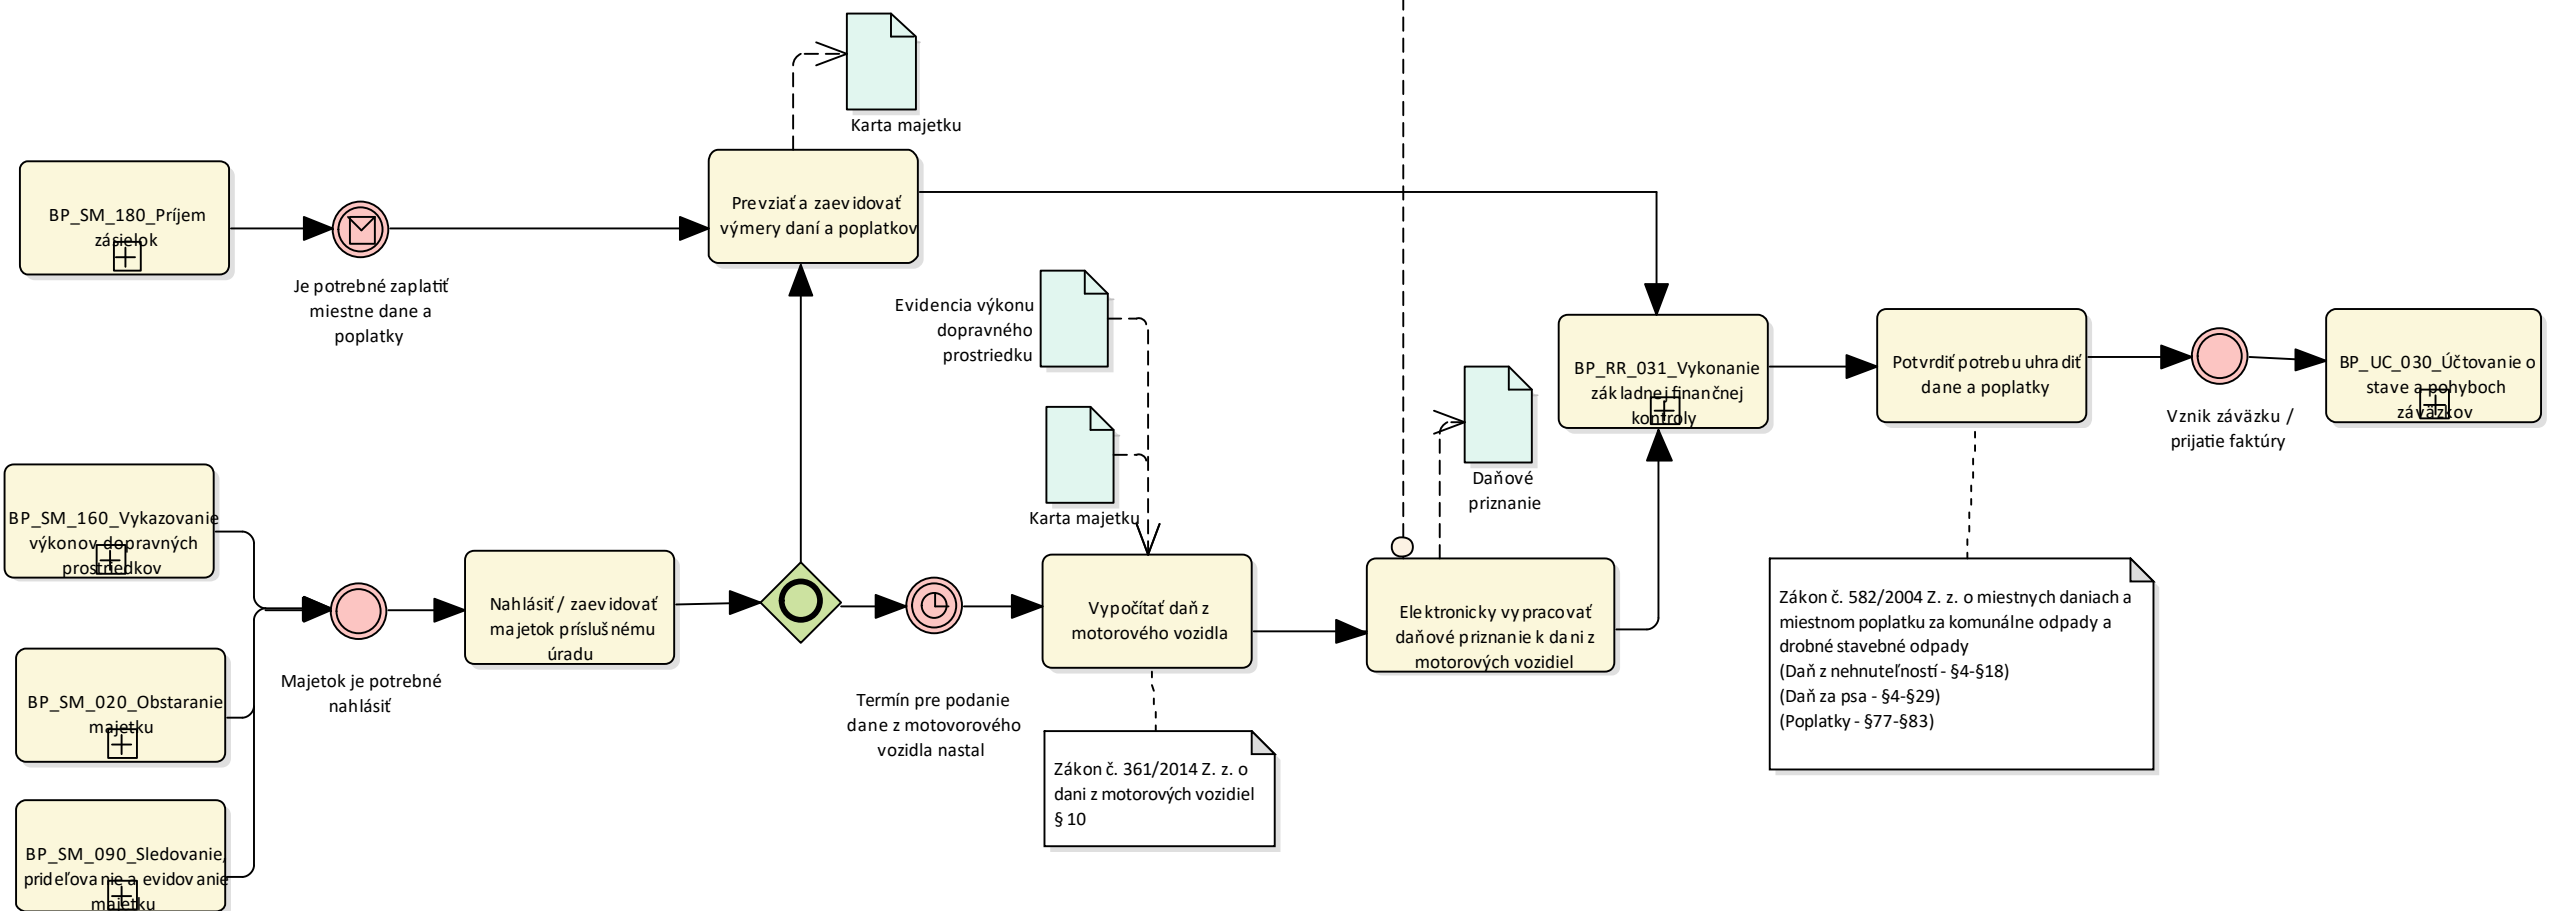 Karta majetku
BP_SM_180_Príjem
zásielok
Je potrebné zaplatiť
miestne dane a
poplatky
Prevziať a zaevidovať
výmery daní a poplatkov
Evidencia výkonu
dopravného
prostriedku
Karta majetku
BP_SM_160_Vykazovanie
výkonov dopravných
prostriedkov
BP_SM_020_Obstaranie
majetku
BP_SM_090_Sledovanie,
prideľovanie a evidovanie
majetku
Majetok je potrebné
nahlásiť
Nahlásiť / zaevidovať
majetok príslušnému
úradu
Termín pre podanie
dane z motovorového
vozidla nastal
Vypočítať daň z
motorového vozidla
Zákon č. 361/2014 Z. z. o
dani z motorových vozidiel
§ 10
Elektronicky vypracovať
daňové priznanie k dani z
motorových vozidiel
Daňové
priznanie
BP_RR_031_Vykonanie
základnej finančnej
kontroly
Potvrdiť potrebu uhradiť
dane a poplatky
Vznik záväzku /
prijatie faktúry
BP_UC_030_Účtovanie o
stave a pohyboch
záväzkov
Zákon č. 582/2004 Z. z. o miestnych daniach a
miestnom poplatku za komunálne odpady a
drobné stavebné odpady
(Daň z nehnuteľností - §4-§18)
(Daň za psa - §4-§29)
(Poplatky - §77-§83)